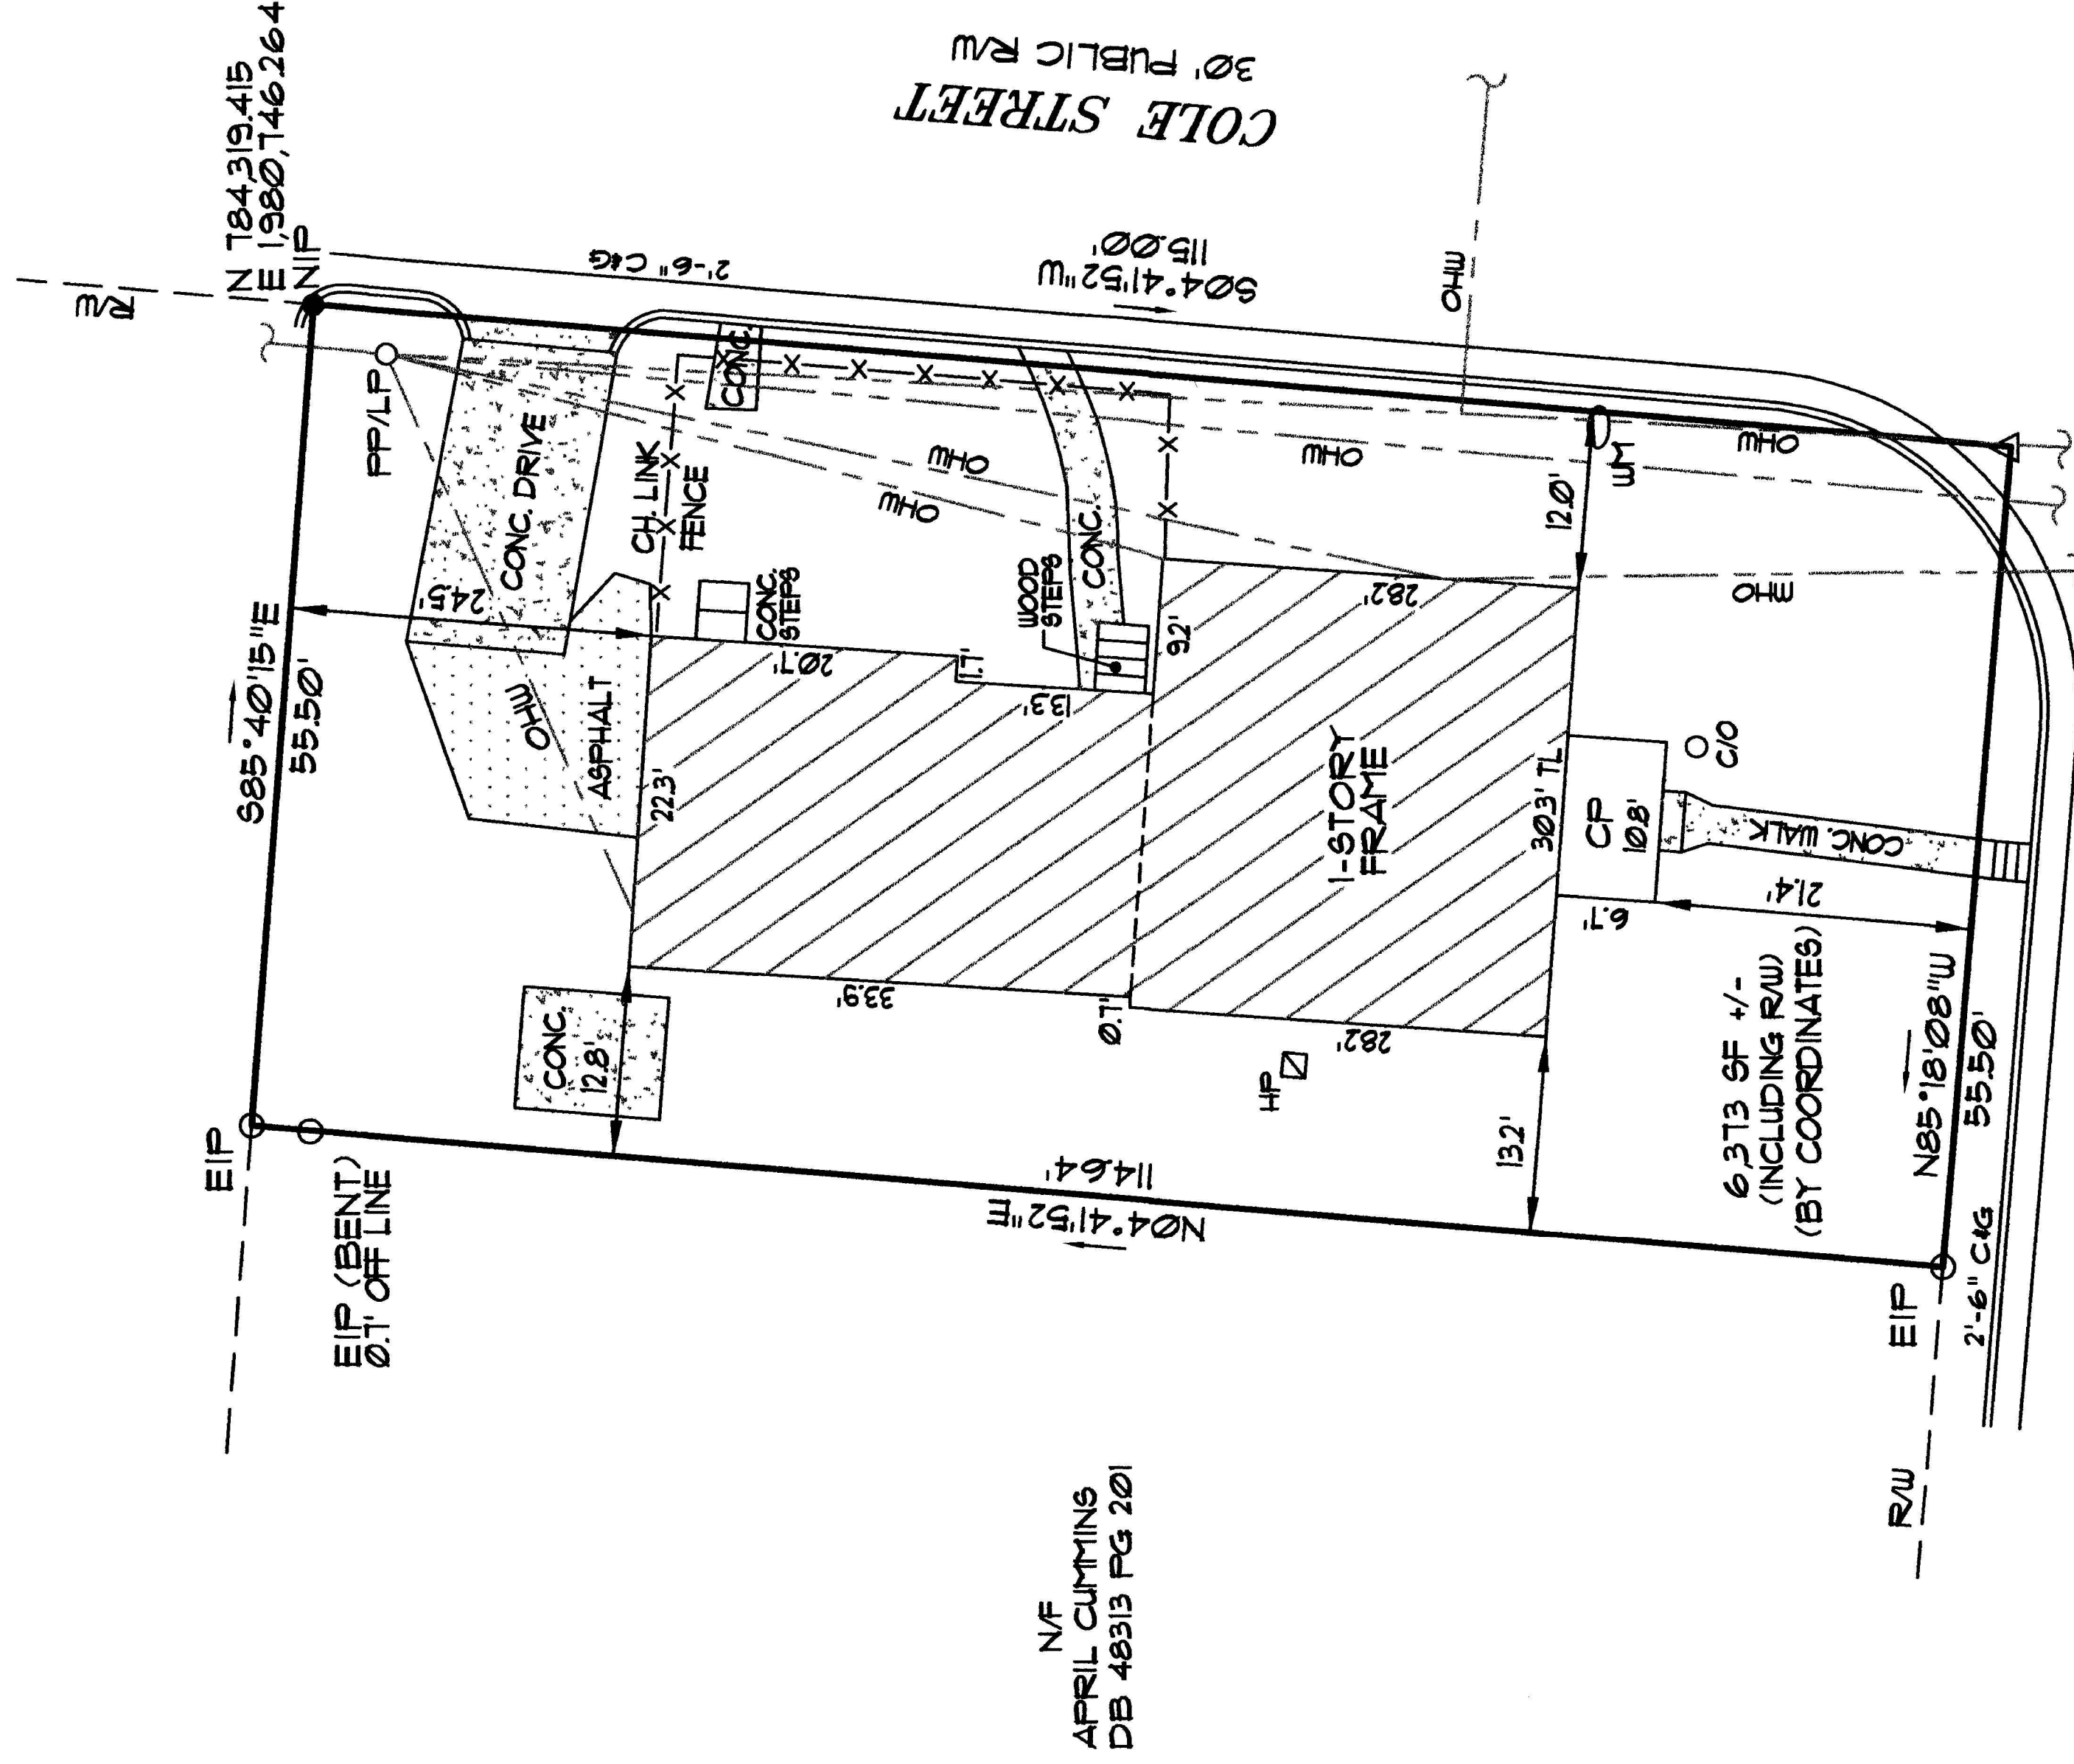 COLE STREET
30' PUBLIC R/W
N 784,319.415
E 1,980,746.264
NIP
R/W
2'-6" C&G
S04°41'52"W
115.00'
OHW
PP/LP
CONC. DRIVE
CONC.
CH. LINK
FENCE
OHW
OHW
OHW
OHW
WM
12.0'
S85°40'15"E
55.50'
24.5'
CONC.
STEPS
WOOD
STEPS
CONC.
9.2'
28.2'
OHW
OHW
ASPHALT
20.7'
1.7'
13.3'
22.3'
1-STORY
FRAME
30.3' TL
CP
10.8'
C/O
CONC. WALK
6.7'
21.4'
CONC.
12.8'
33.9'
0.7'
28.2'
HP
13.2'
6,373 SF +/-
(INCLUDING R/W)
(BY COORDINATES)
N85°18'08"W
55.50'
EIP
EIP (BENT)
0.7' OFF LINE
114.64'
N04°41'52"E
EIP
2'-6" C&G
R/W
N/F
APRIL CUMMINS
DB 48313 PG 201